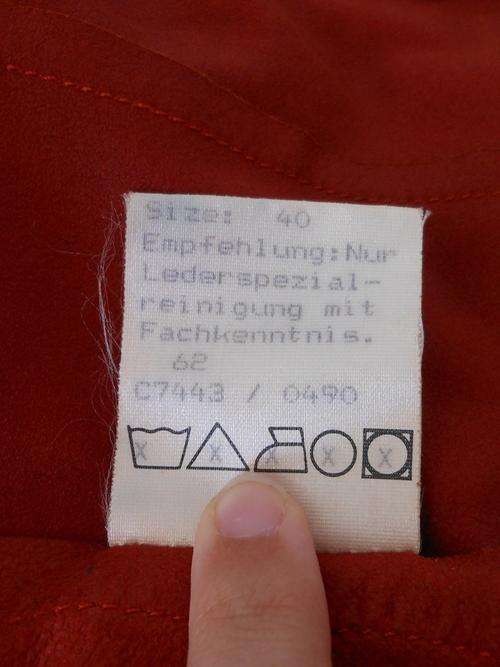 Size: 40
Empfehlung:Nur
Lederspezial-
reinigung mit
Fachkenntnis.
62
C7443 / 0490
X X X X X